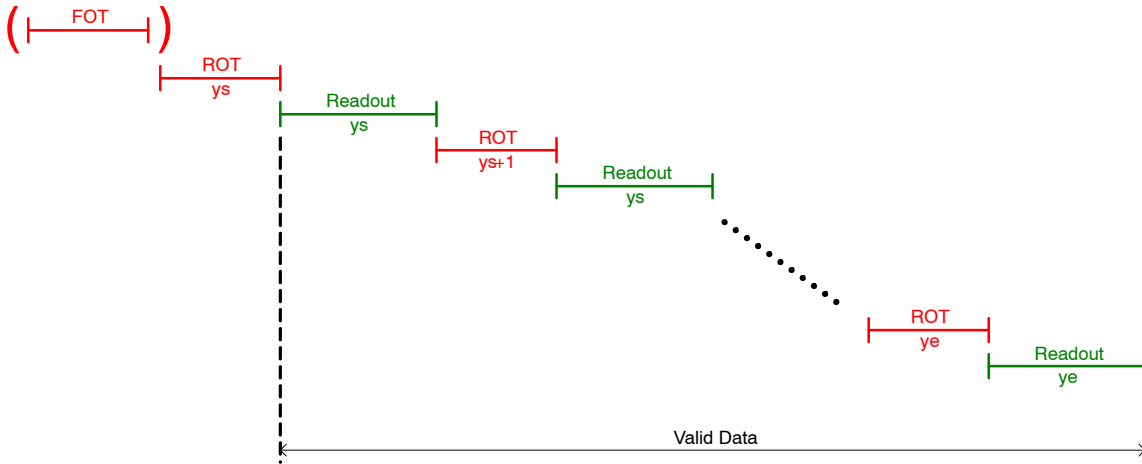 ( FOT )
ROT
ys
Readout
ys
ROT
ys+1
Readout
ys
ROT
ye
Readout
ye
Valid Data